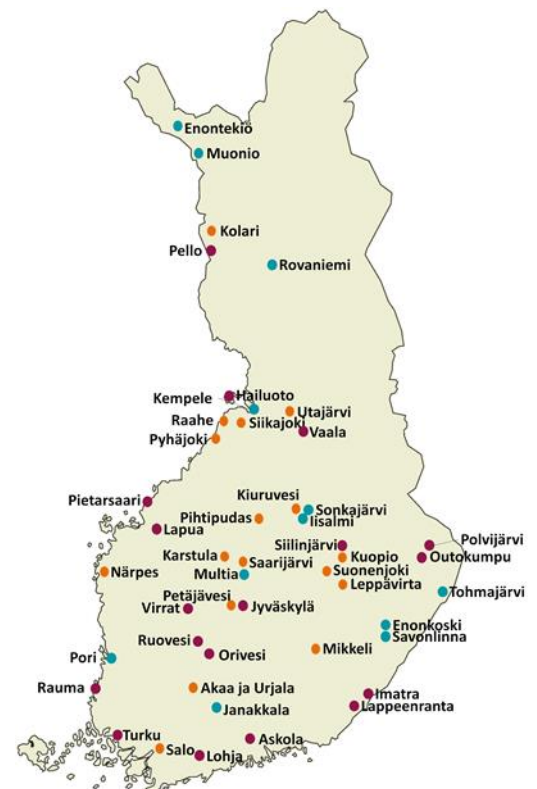 Enontekiö
Muonio
Kolari
Pello
Rovaniemi
Kempele
Hailuoto
Utajärvi
Raahe
Siikajoki
Vaala
Pyhäjoki
Pietarsaari
Kiuruvesi
Sonkajärvi
Pihtipudas
Iisalmi
Lapua
Polvijärvi
Siilinjärvi
Karstula
Kuopio
Outokumpu
Saarijärvi
Närpes
Multia
Suonenjoki
Leppävirta
Tohmajärvi
Petäjävesi
Virrat
Jyväskylä
Enonkoski
Savonlinna
Ruovesi
Orivesi
Mikkeli
Pori
Rauma
Akaa ja Urjala
Imatra
Janakkala
Lappeenranta
Turku
Askola
Salo
Lohja